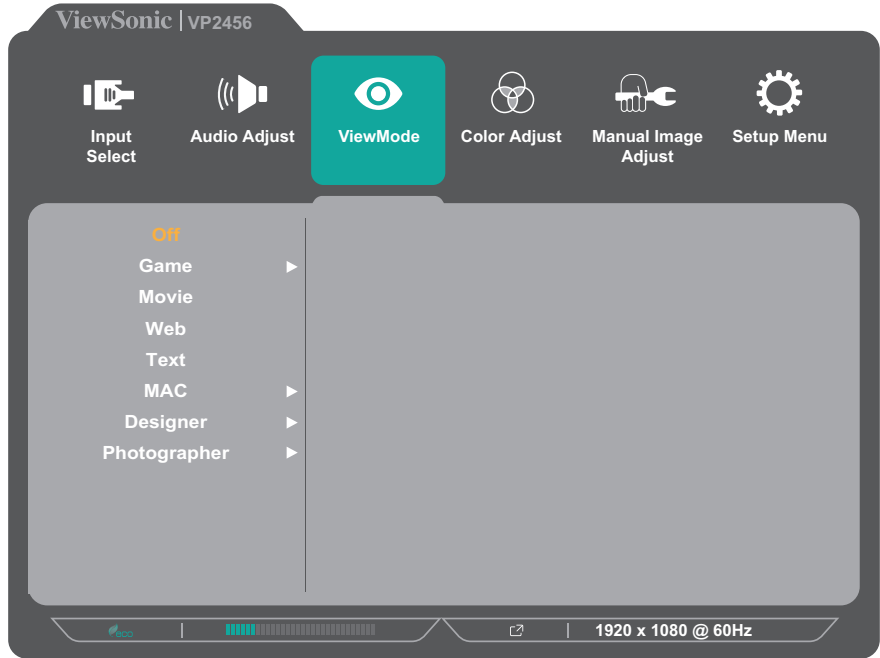 ViewSonic | VP2456
Input
Select
Audio Adjust
ViewMode
Color Adjust
Manual Image
Adjust
Setup Menu
Off
Game
Movie
Web
Text
MAC
Designer
Photographer
eco
1920 x 1080 @ 60Hz